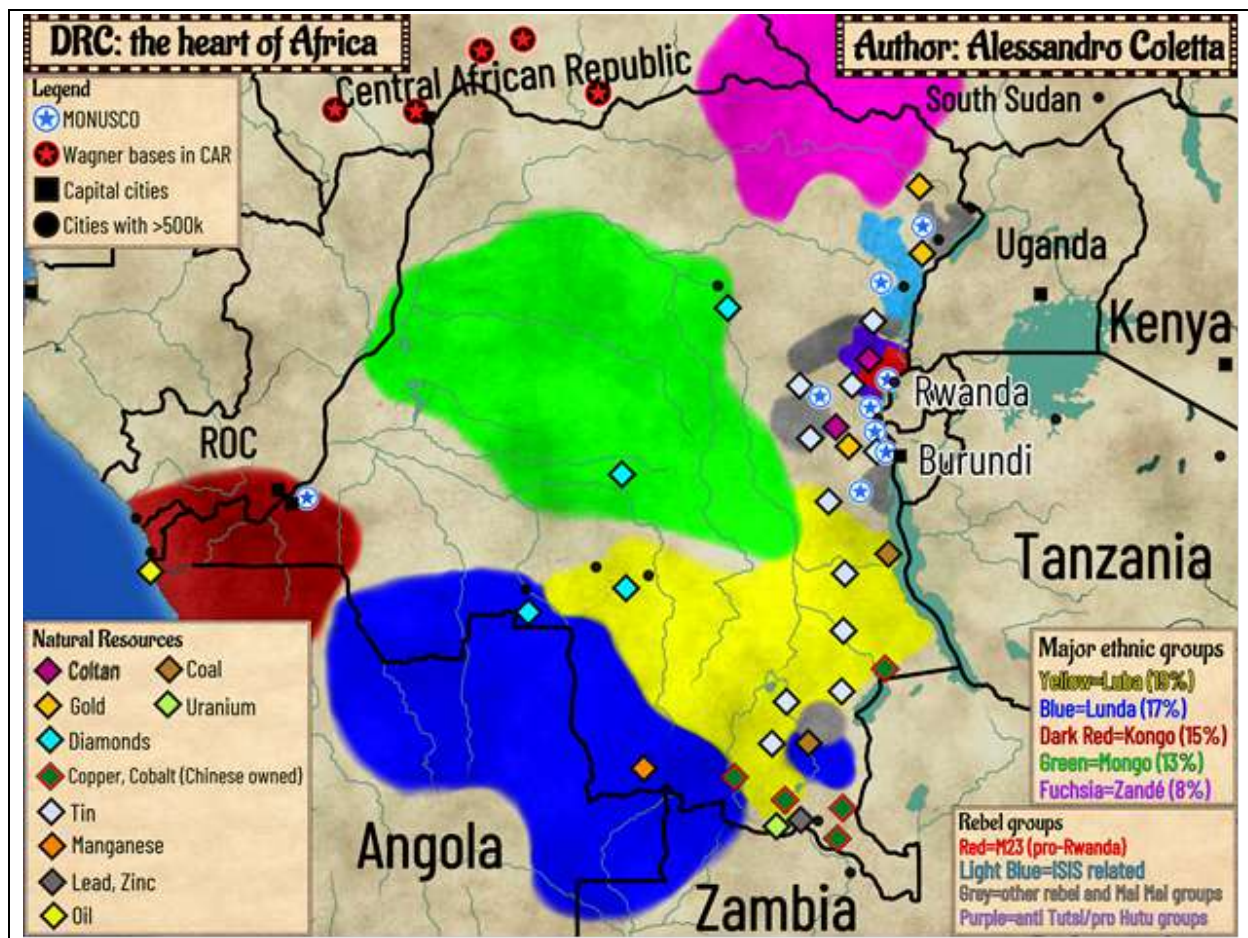 DRC: the heart of Africa
Author: Alessandro Coletta
Central African Republic
South Sudan
Legend
MONUSCO
Wagner bases in CAR
Capital cities
Cities with >500k
Uganda
Kenya
Rwanda
ROC
Burundi
Tanzania
Natural Resources
Coltan
Coal
Gold
Uranium
Diamonds
Copper, Cobalt (Chinese owned)
Tin
Manganese
Lead, Zinc
Oil
Angola
Zambia
Major ethnic groups
Yellow=Luba (19%)
Blue=Lunda (17%)
Dark Red=Kongo (15%)
Green=Mongo (13%)
Fuchsia=Zandé (8%)
Rebel groups
Red=M23 (pro-Rwanda)
Light Blue=ISIS related
Grey=other rebel and Mai Mai groups
Purple=anti Tutsi/pro Hutu groups